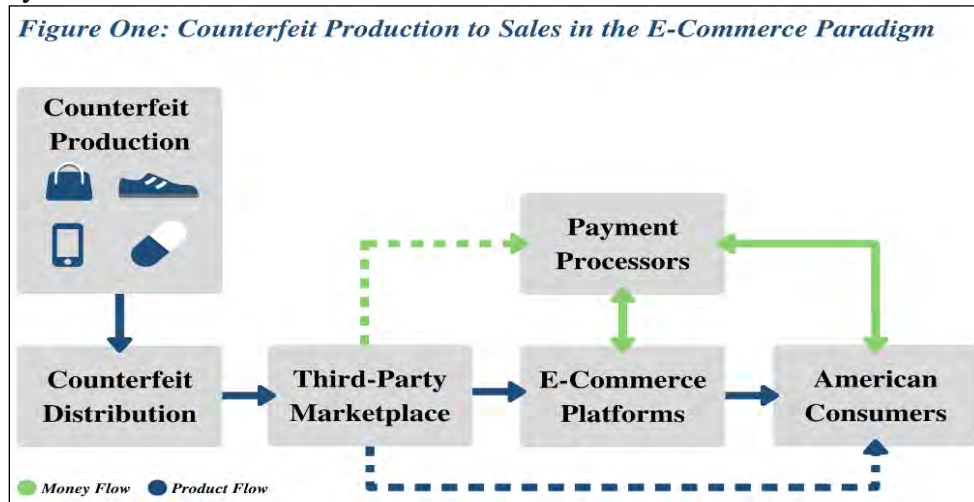 Figure One: Counterfeit Production to Sales in the E-Commerce Paradigm
Counterfeit
Production
Payment
Processors
Counterfeit
Distribution
Third-Party
Marketplace
E-Commerce
Platforms
American
Consumers
Money Flow
Product Flow